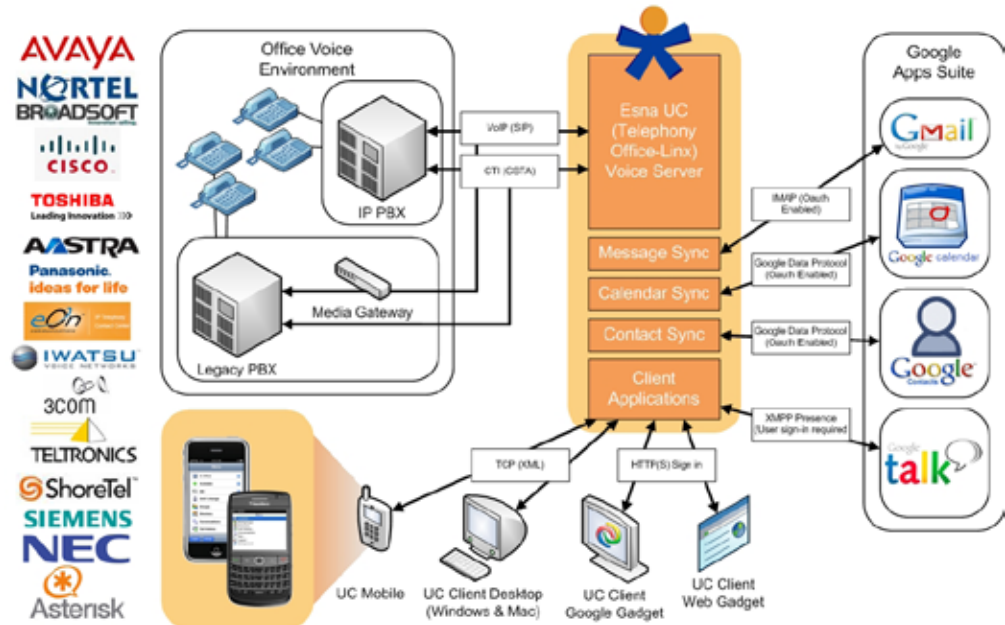 AVAYA
NORTEL
BROADSOFT
CISCO
TOSHIBA
Leading Innovation >>>
AASTRA
Panasonic
ideas for life
eOn
IWATSU
VOICE NETWORKS
3com
TELTRONICS
ShoreTel
SIEMENS
NEC
Asterisk
Office Voice
Environment
IP PBX
Media Gateway
Legacy PBX
VoIP (SIP)
CTI (CSTA)
Esna UC
(Telephony
Office-Linx)
Voice Server
Message Sync
Calendar Sync
Contact Sync
Client
Applications
IMAP (Oauth
Enabled)
Google Data Protocol
(Oauth Enabled)
Google Data Protocol
(Oauth Enabled)
XMPP Presence
(User sign-in required
TCP (XML)
HTTP(S) Sign in
Google
Apps Suite
Gmail
by Google
Google calendar
Google
Contacts
Google
talk
UC Mobile
UC Client Desktop
(Windows & Mac)
UC Client
Google Gadget
UC Client
Web Gadget